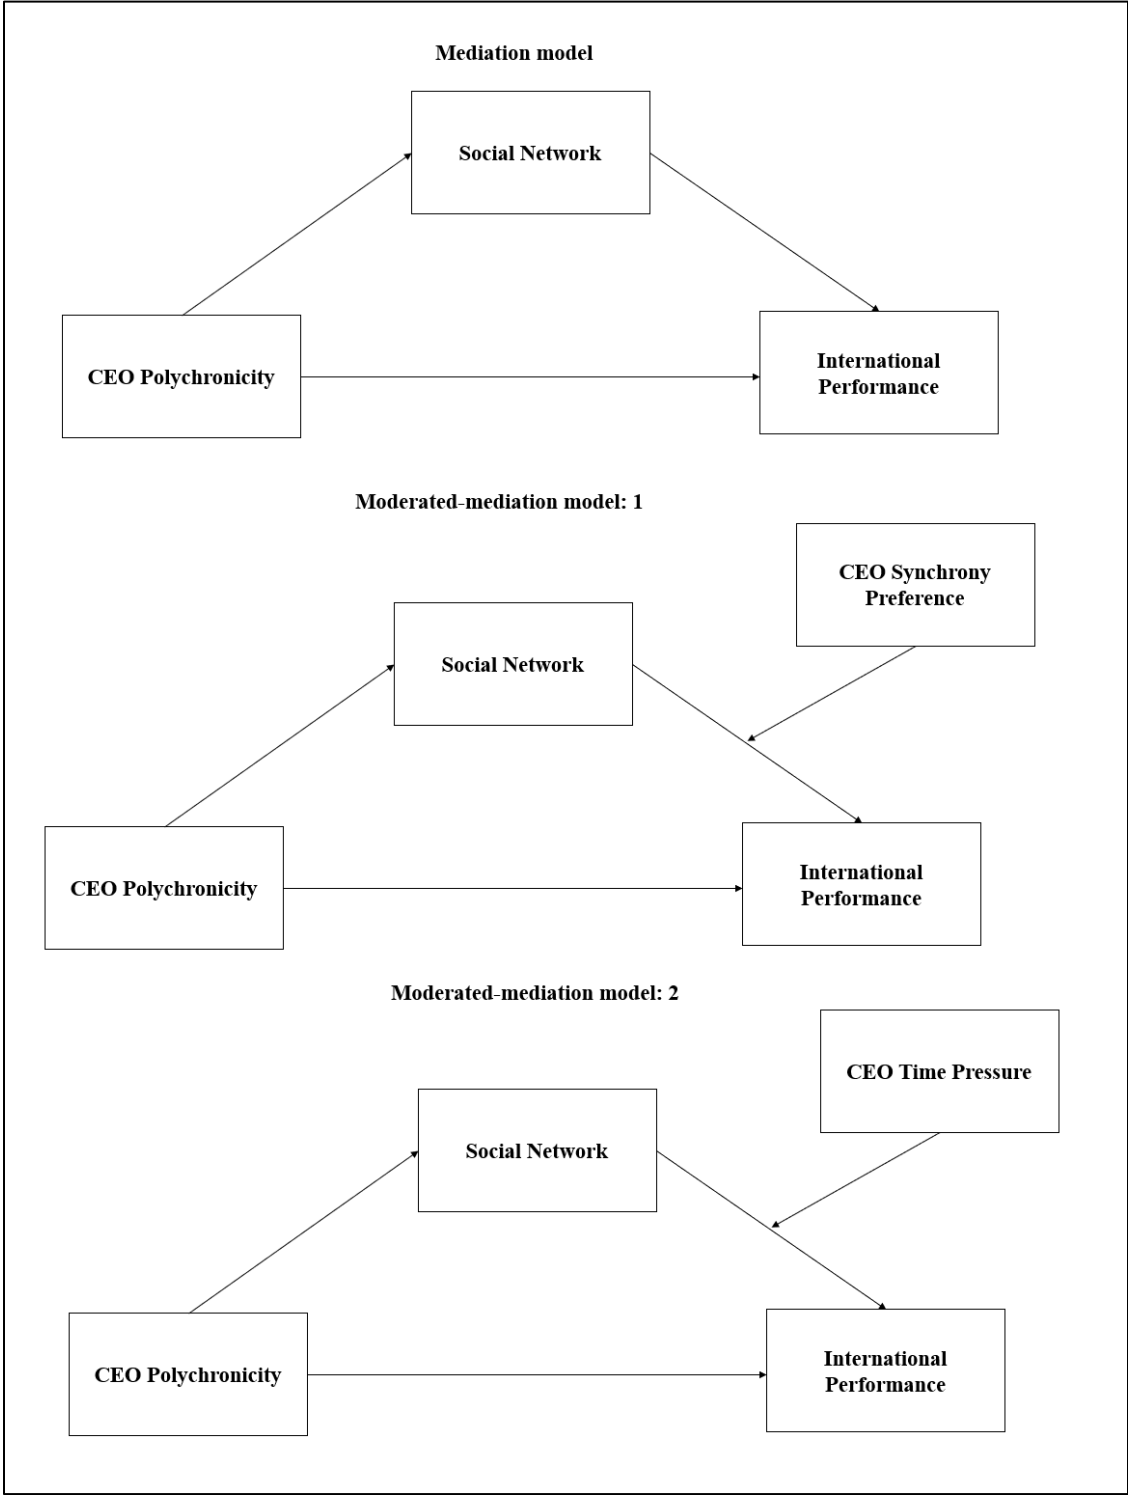 Mediation model
Social Network
CEO Polychronicity
International
Performance
Moderated-mediation model: 1
CEO Synchrony
Preference
Social Network
CEO Polychronicity
International
Performance
Moderated-mediation model: 2
CEO Time Pressure
Social Network
CEO Polychronicity
International
Performance